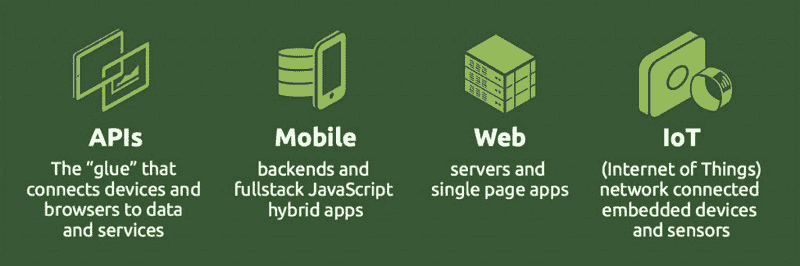 APIs
The “glue” that
connects devices and
browsers to data
and services
Mobile
backends and
fullstack JavaScript
hybrid apps
Web
servers and
single page apps
IoT
(Internet of Things)
network connected
embedded devices
and sensors